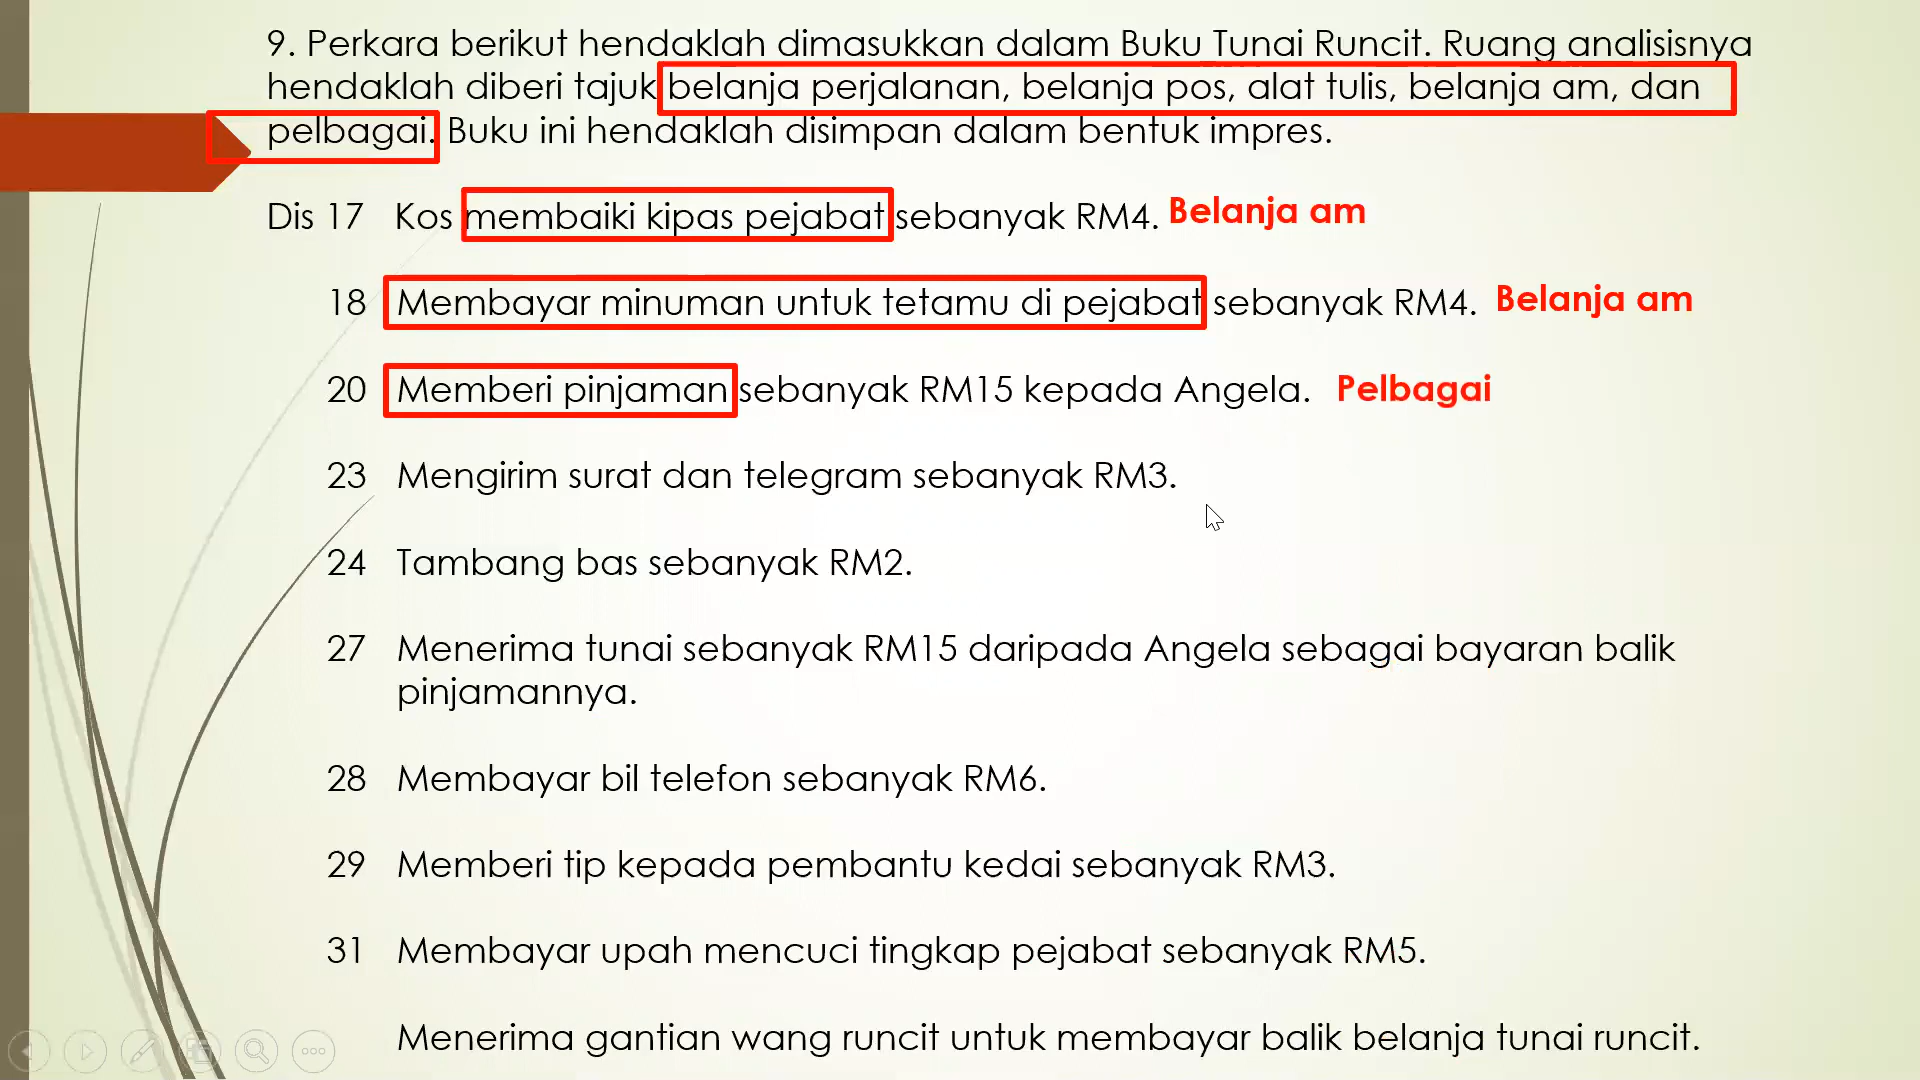 9. Perkara berikut hendaklah dimasukkan dalam Buku Tunai Runcit. Ruang analisisnya
hendaklah diberi tajuk belanja perjalanan, belanja pos, alat tulis, belanja am, dan
pelbagai. Buku ini hendaklah disimpan dalam bentuk impres.
Dis 17 Kos membaiki kipas pejabat sebanyak RM4. Belanja am
18 Membayar minuman untuk tetamu di pejabat sebanyak RM4. Belanja am
20 Memberi pinjaman sebanyak RM15 kepada Angela. Pelbagai
23 Mengirim surat dan telegram sebanyak RM3.
24 Tambang bas sebanyak RM2.
27 Menerima tunai sebanyak RM15 daripada Angela sebagai bayaran balik
pinjamannya.
28 Membayar bil telefon sebanyak RM6.
29 Memberi tip kepada pembantu kedai sebanyak RM3.
31 Membayar upah mencuci tingkap pejabat sebanyak RM5.
Menerima gantian wang runcit untuk membayar balik belanja tunai runcit.